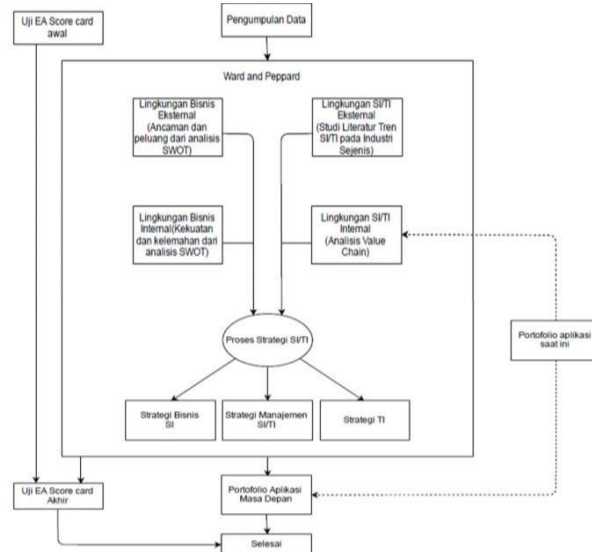 Uji EA Score card
awal
Pengumpulan Data
Ward and Peppard
Lingkungan Bisnis
Eksternal
(Ancaman dan
peluang dari analisis
SWOT)
Lingkungan SI/TI
Eksternal
(Studi Literatur Tren
SI/TI pada Industri
Sejenis)
Lingkungan Bisnis
Internal(Kekuatan
dan kelemahan dari
analisis SWOT)
Lingkungan SI/TI
Internal
(Analisis Value
Chain)
Portofolio aplikasi
saat ini
Proses Strategi SI/TI
Strategi Bisnis
SI
Strategi Manajemen
SI/TI
Strategi TI
Uji EA Score card
Akhir
Portofolio Aplikasi
Masa Depan
Selesai